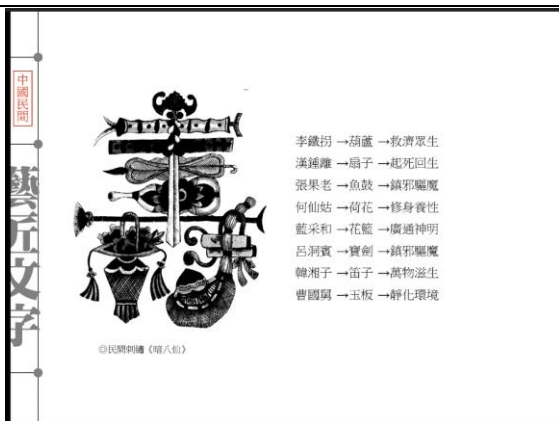 中國民間
藝匠文字
李鐵拐→葫蘆→救濟眾生
漢鍾離→扇子→起死回生
張果老→魚鼓→鎮邪驅魔
何仙姑→荷花→修身養性
藍采和→花籃→廣通神明
呂洞賓→寶劍→鎮邪驅魔
韓湘子→笛子→萬物滋生
曹國舅→玉板→靜化環境
◎民間刺繡《暗八仙》